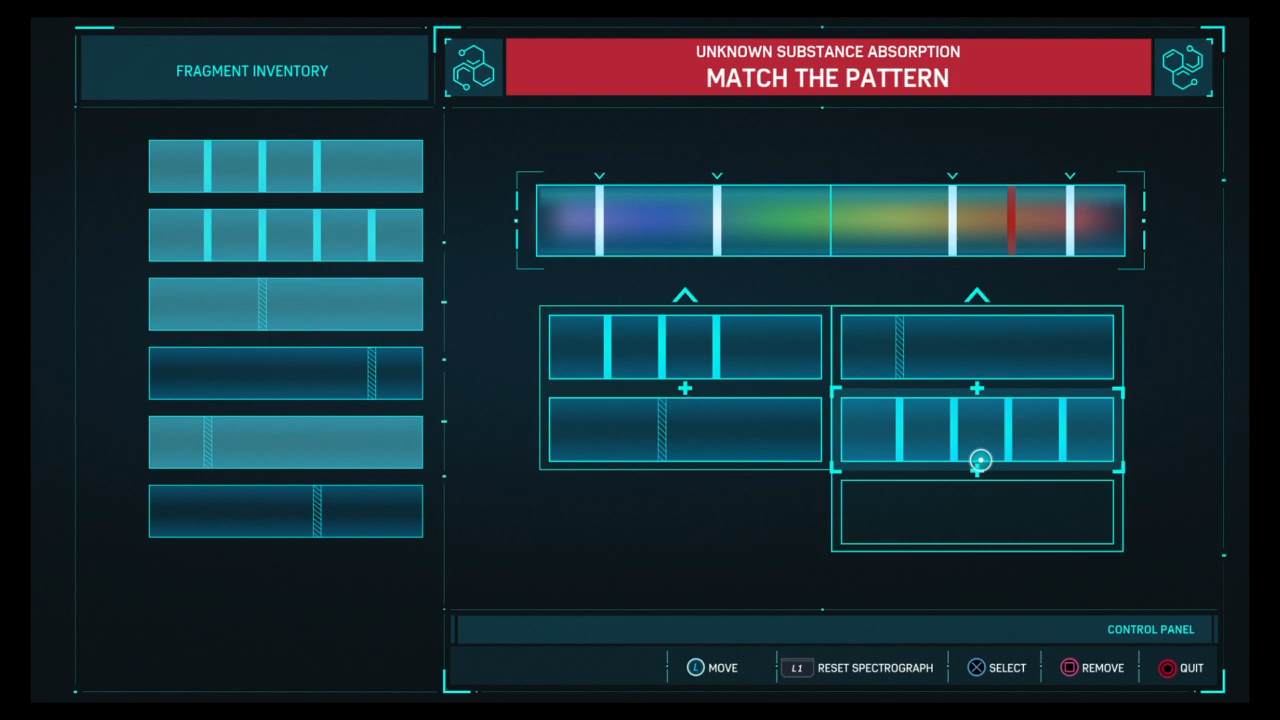 FRAGMENT INVENTORY
UNKNOWN SUBSTANCE ABSORPTION
MATCH THE PATTERN
CONTROL PANEL
L MOVE L1 RESET SPECTROGRAPH SELECT REMOVE QUIT